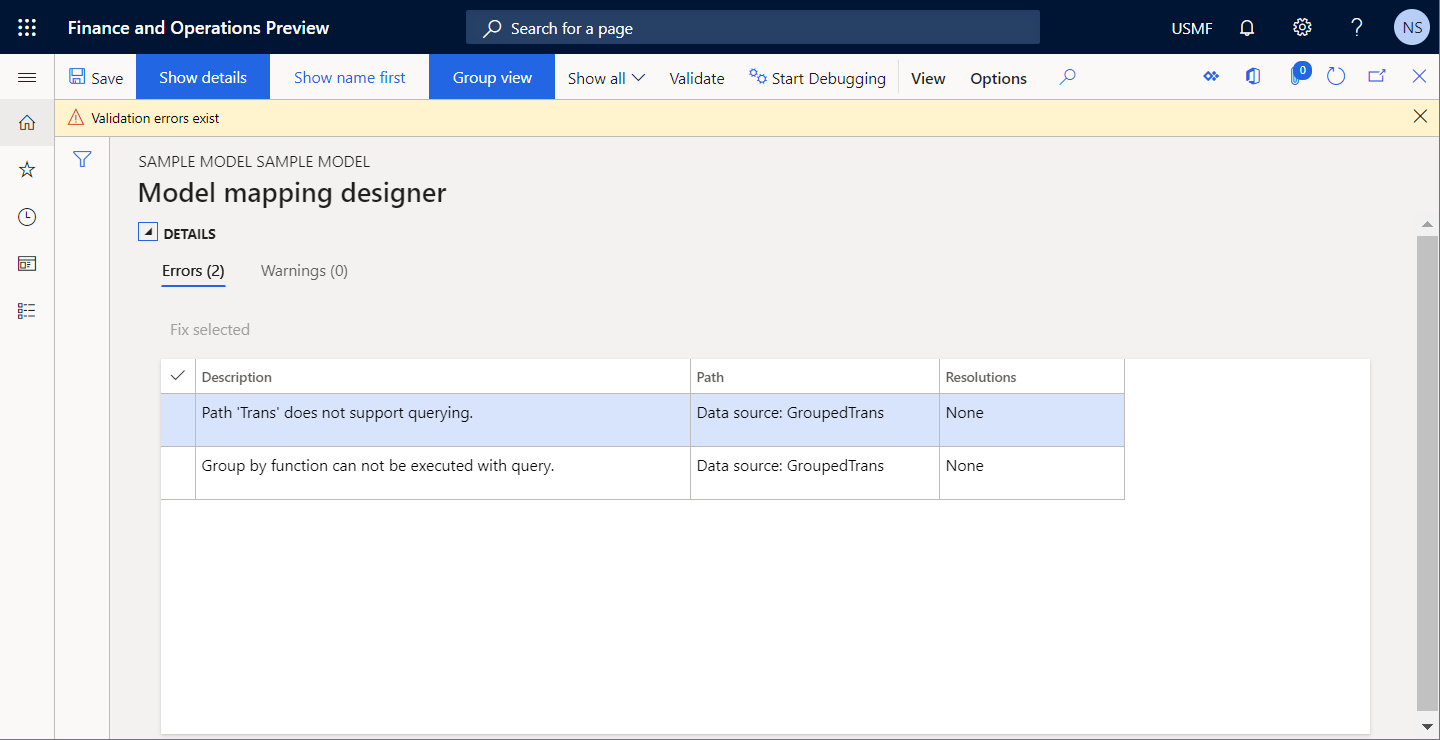 Finance and Operations Preview
Search for a page
USMF
NS
Save
Show details
Show name first
Group view
Show all
Validate
Start Debugging
View
Options
0
Validation errors exist
SAMPLE MODEL SAMPLE MODEL
Model mapping designer
DETAILS
Errors (2)
Warnings (0)
Fix selected
Description
Path
Resolutions
Path 'Trans' does not support querying.
Data source: GroupedTrans
None
Group by function can not be executed with query.
Data source: GroupedTrans
None